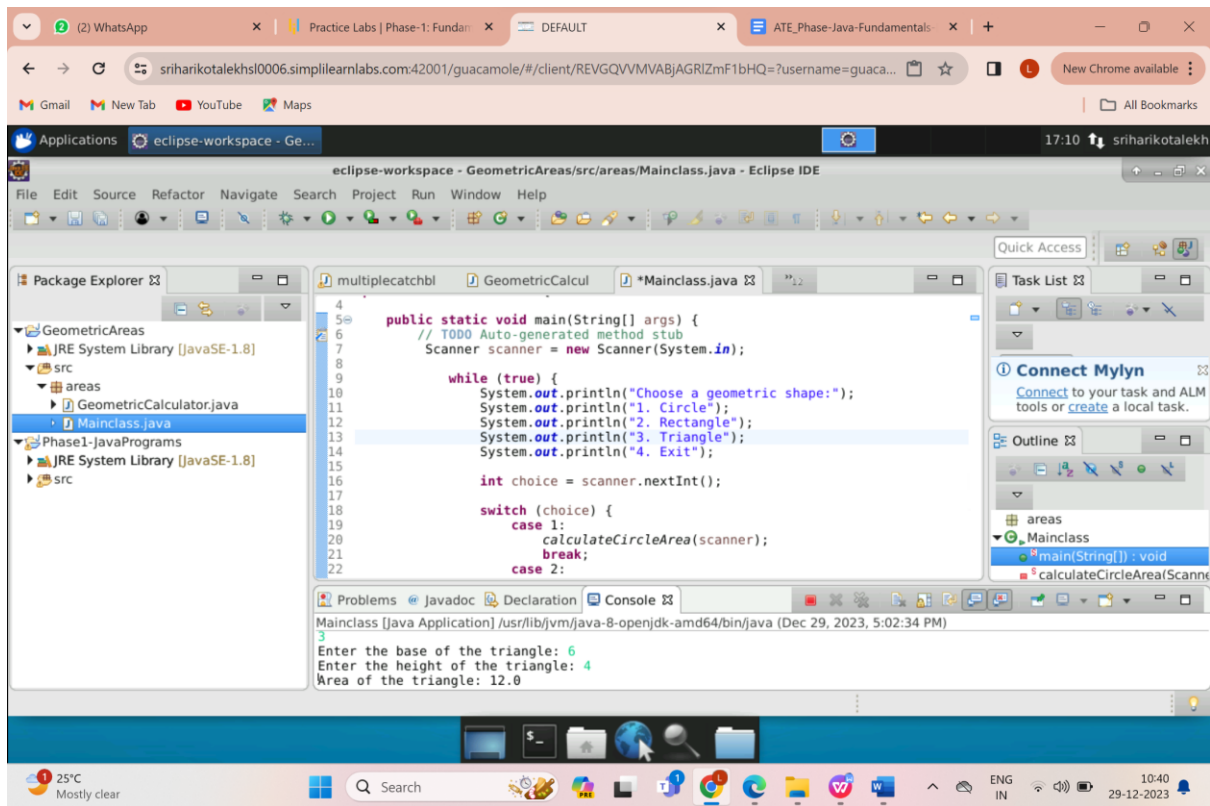 (2) WhatsApp
Practice Labs | Phase-1: Fundam
DEFAULT
ATE_Phase-Java-Fundamentals-
sriharikotalekhsl0006.simplilearnlabs.com:42001/guacamole/#/client/REVGQVVMVABjAGRlZmF1bHQ=?username=guaca...
L
New Chrome available
Gmail
New Tab
YouTube
Maps
All Bookmarks
Applications
eclipse-workspace - Ge...
17:10
sriharikotalekh
eclipse-workspace - GeometricAreas/src/areas/Mainclass.java - Eclipse IDE
File Edit Source Refactor Navigate Search Project Run Window Help
Quick Access
Package Explorer
GeometricAreas
JRE System Library [JavaSE-1.8]
src
areas
GeometricCalculator.java
Mainclass.java
Phase1-JavaPrograms
JRE System Library [JavaSE-1.8]
src
multiplecatchbl
GeometricCalcul
*Mainclass.java
»12
4
5 public static void main(String[] args) {
6 // TODO Auto-generated method stub
7 Scanner scanner = new Scanner(System.in);
8
9 while (true) {
10 System.out.println("Choose a geometric shape:");
11 System.out.println("1. Circle");
12 System.out.println("2. Rectangle");
13 System.out.println("3. Triangle");
14 System.out.println("4. Exit");
15
16 int choice = scanner.nextInt();
17
18 switch (choice) {
19 case 1:
20 calculateCircleArea(scanner);
21 break;
22 case 2:
Task List
Connect Mylyn
Connect to your task and ALM
tools or create a local task.
Outline
areas
Mainclass
main(String[]) : void
calculateCircleArea(Scanne
Problems
Javadoc
Declaration
Console
Mainclass [Java Application] /usr/lib/jvm/java-8-openjdk-amd64/bin/java (Dec 29, 2023, 5:02:34 PM)
3
Enter the base of the triangle: 6
Enter the height of the triangle: 4
Area of the triangle: 12.0
1
25°C
Mostly clear
Search
ENG
IN
10:40
29-12-2023